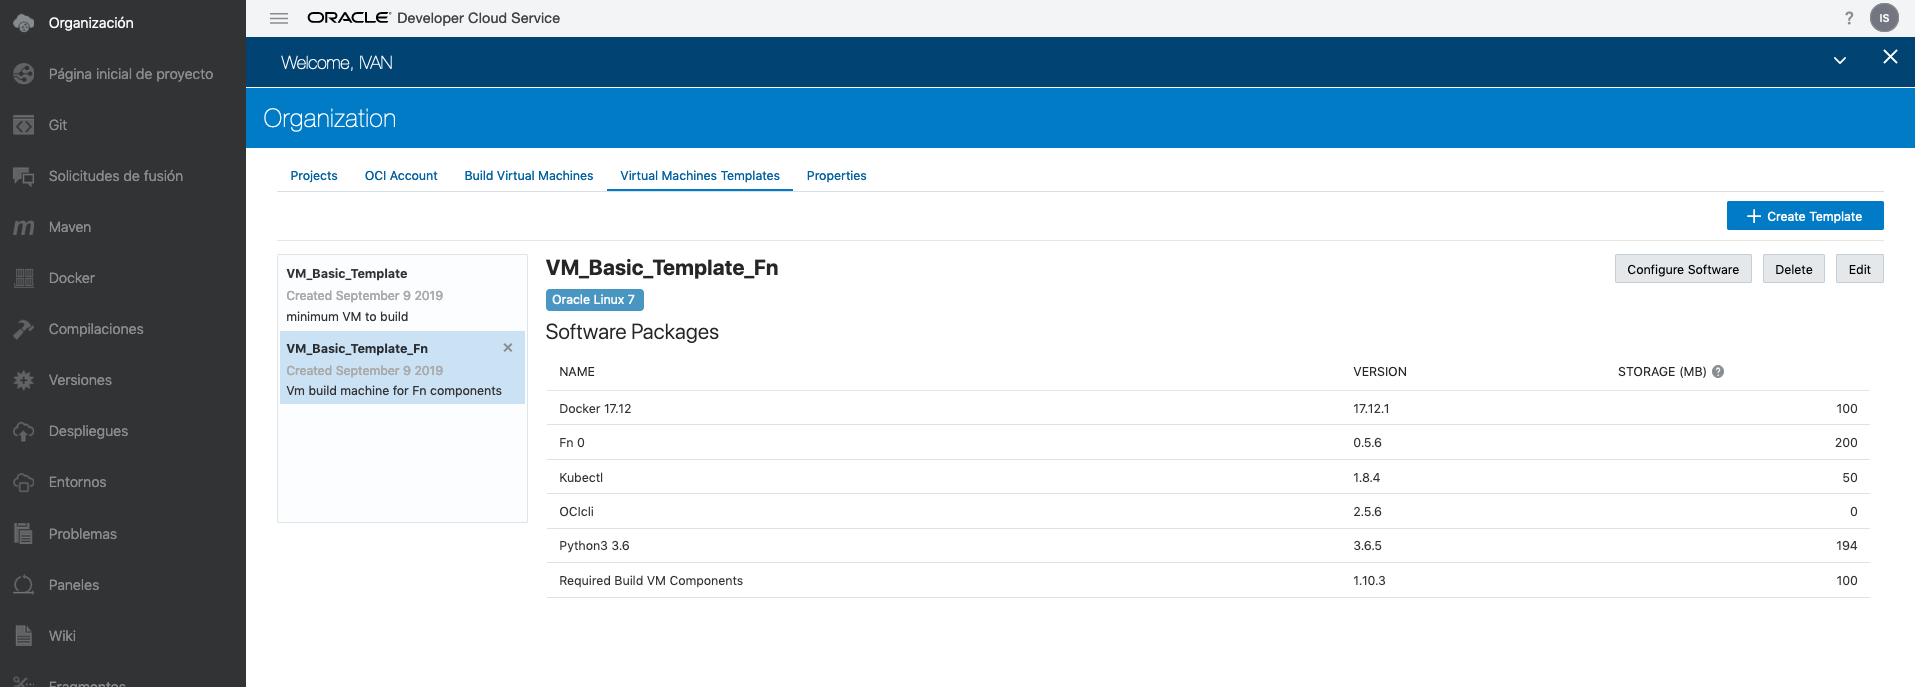 Organización
Página inicial de proyecto
Git
Solicitudes de fusión
Maven
Docker
Compilaciones
Versiones
Despliegues
Entornos
Problemas
Paneles
Wiki
Fragmentos
ORACLE Developer Cloud Service
? IS
Welcome, IVAN
Organization
Projects OCI Account Build Virtual Machines Virtual Machines Templates Properties
+ Create Template
VM_Basic_Template
Created September 9 2019
minimum VM to build
VM_Basic_Template_Fn
Created September 9 2019
Vm build machine for Fn components
VM_Basic_Template_Fn
Configure Software Delete Edit
Oracle Linux 7
Software Packages
NAME VERSION STORAGE (MB) ?
Docker 17.12 17.12.1 100
Fn 0 0.5.6 200
Kubectl 1.8.4 50
OCIcli 2.5.6 0
Python3 3.6 3.6.5 194
Required Build VM Components 1.10.3 100